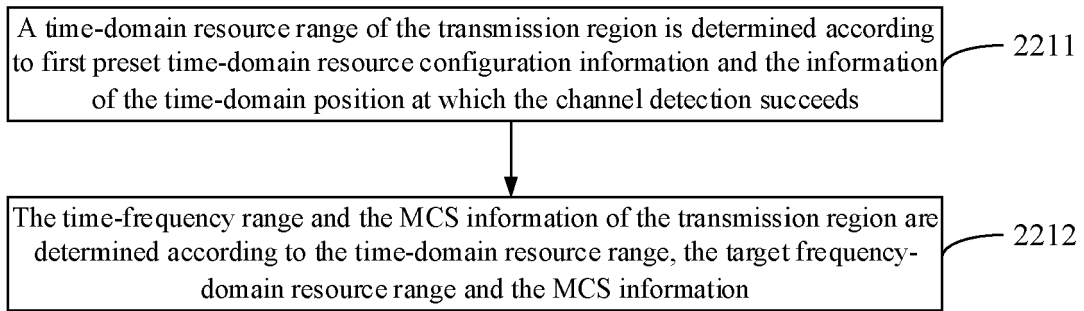 A time-domain resource range of the transmission region is determined according
to first preset time-domain resource configuration information and the information
of the time-domain position at which the channel detection succeeds
2211
The time-frequency range and the MCS information of the transmission region are
determined according to the time-domain resource range, the target frequency-
domain resource range and the MCS information
2212